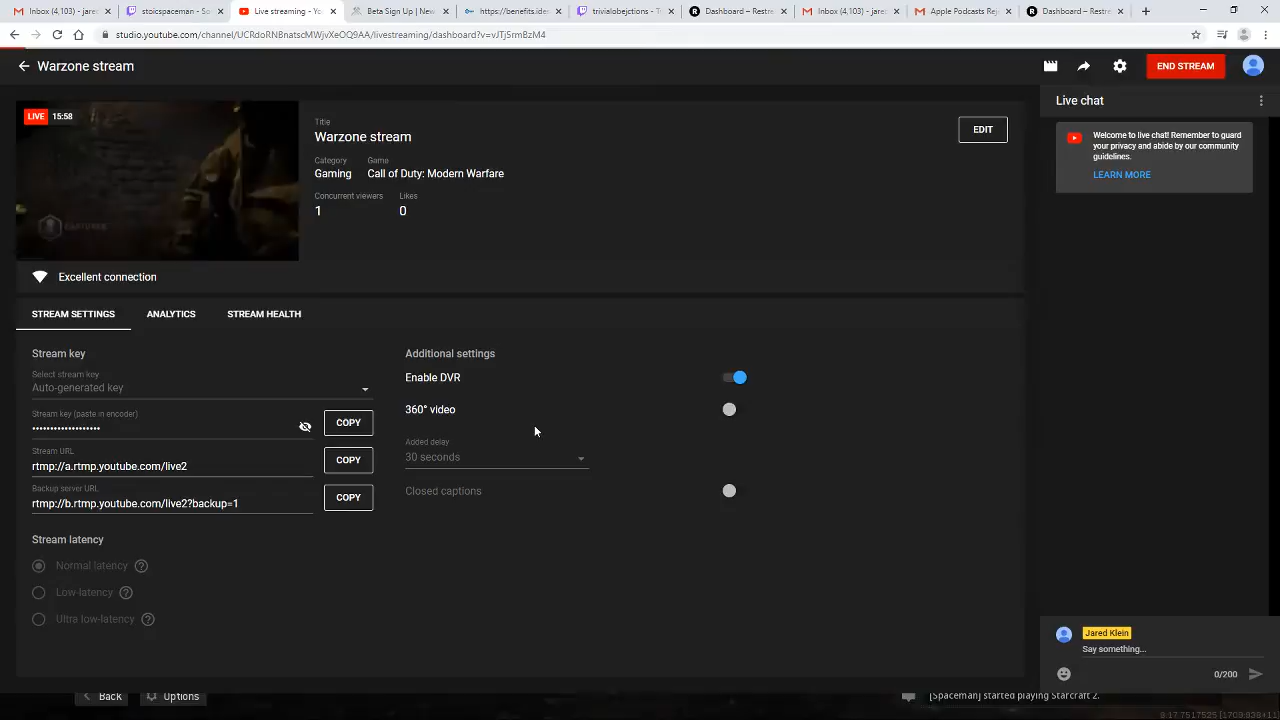 Inbox (4,103) - jared
stoicspaceman - So
Live streaming - Yo
Beta Sign Up | New
https://benefits.ide
trivialobejctions - T
Dashboard – Restre
Inbox (4,103) - jared
Apple Podcasts Rej
Dashboard – Restre
studio.youtube.com/channel/UCRdoRNBnatscMWjvXeOQ9AA/livestreaming/dashboard?v=vJTjSrmBzM4
Warzone stream
END STREAM
LIVE 15:58
Title
Warzone stream
EDIT
Category Game
Gaming Call of Duty: Modern Warfare
Concurrent viewers Likes
1 0
Excellent connection
STREAM SETTINGS ANALYTICS STREAM HEALTH
Stream key
Select stream key
Auto-generated key
Stream key (paste in encoder)
•••••••••••••••••••
COPY
Stream URL
rtmp://a.rtmp.youtube.com/live2
COPY
Backup server URL
rtmp://b.rtmp.youtube.com/live2?backup=1
COPY
Stream latency
Normal latency
Low-latency
Ultra low-latency
Additional settings
Enable DVR
360° video
Added delay
30 seconds
Closed captions
Live chat
Welcome to live chat! Remember to guard
your privacy and abide by our community
guidelines.
LEARN MORE
Jared Klein
Say something...
0/200
Back Options
[Spaceman] started playing Starcraft 2.